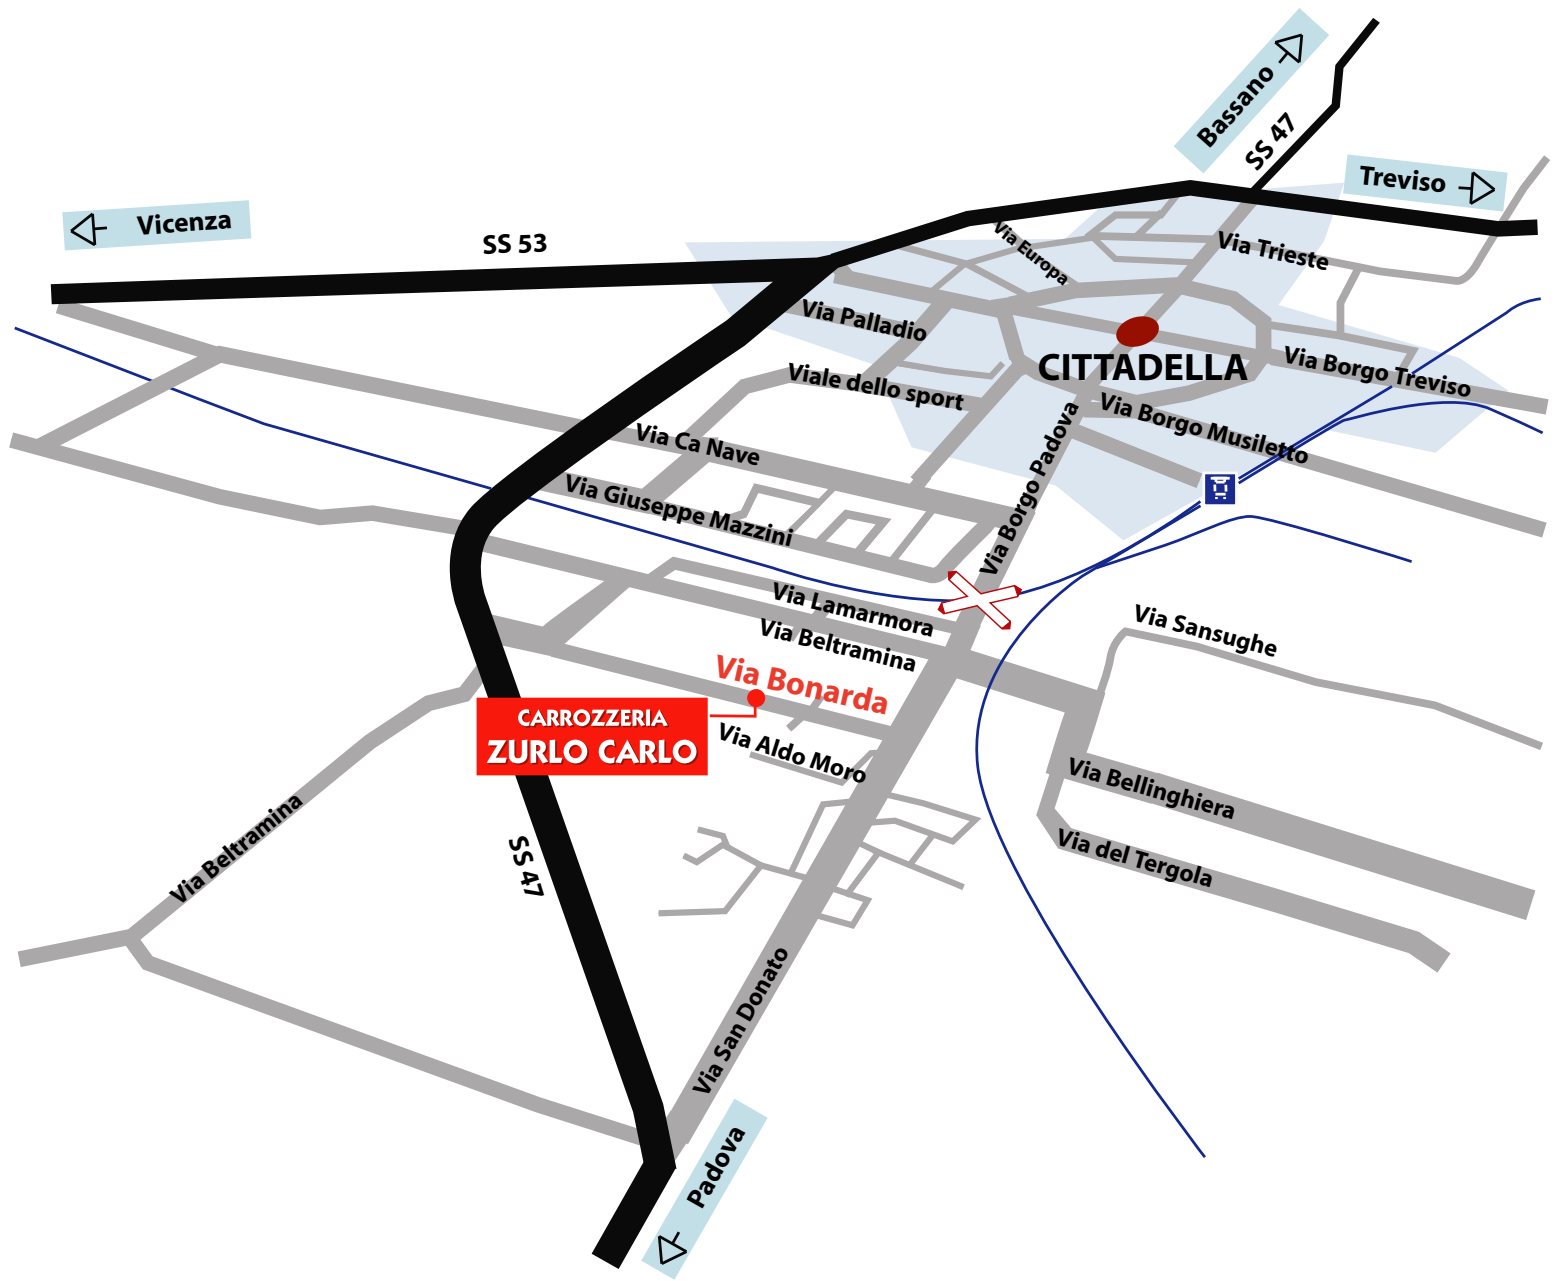 Bassano
SS 47
Treviso
Vicenza
SS 53
Via Europa
Via Trieste
Via Palladio
CITTADELLA
Via Borgo Treviso
Viale dello sport
Via Borgo Musiletto
Via Ca Nave
Via Borgo Padova
Via Giuseppe Mazzini
Via Lamarmora
Via Beltramina
Via Sansughe
Via Bonarda
CARROZZERIA
ZURLO CARLO
Via Aldo Moro
Via Bellinghiera
Via del Tergola
Via Beltramina
SS 47
Via San Donato
Padova